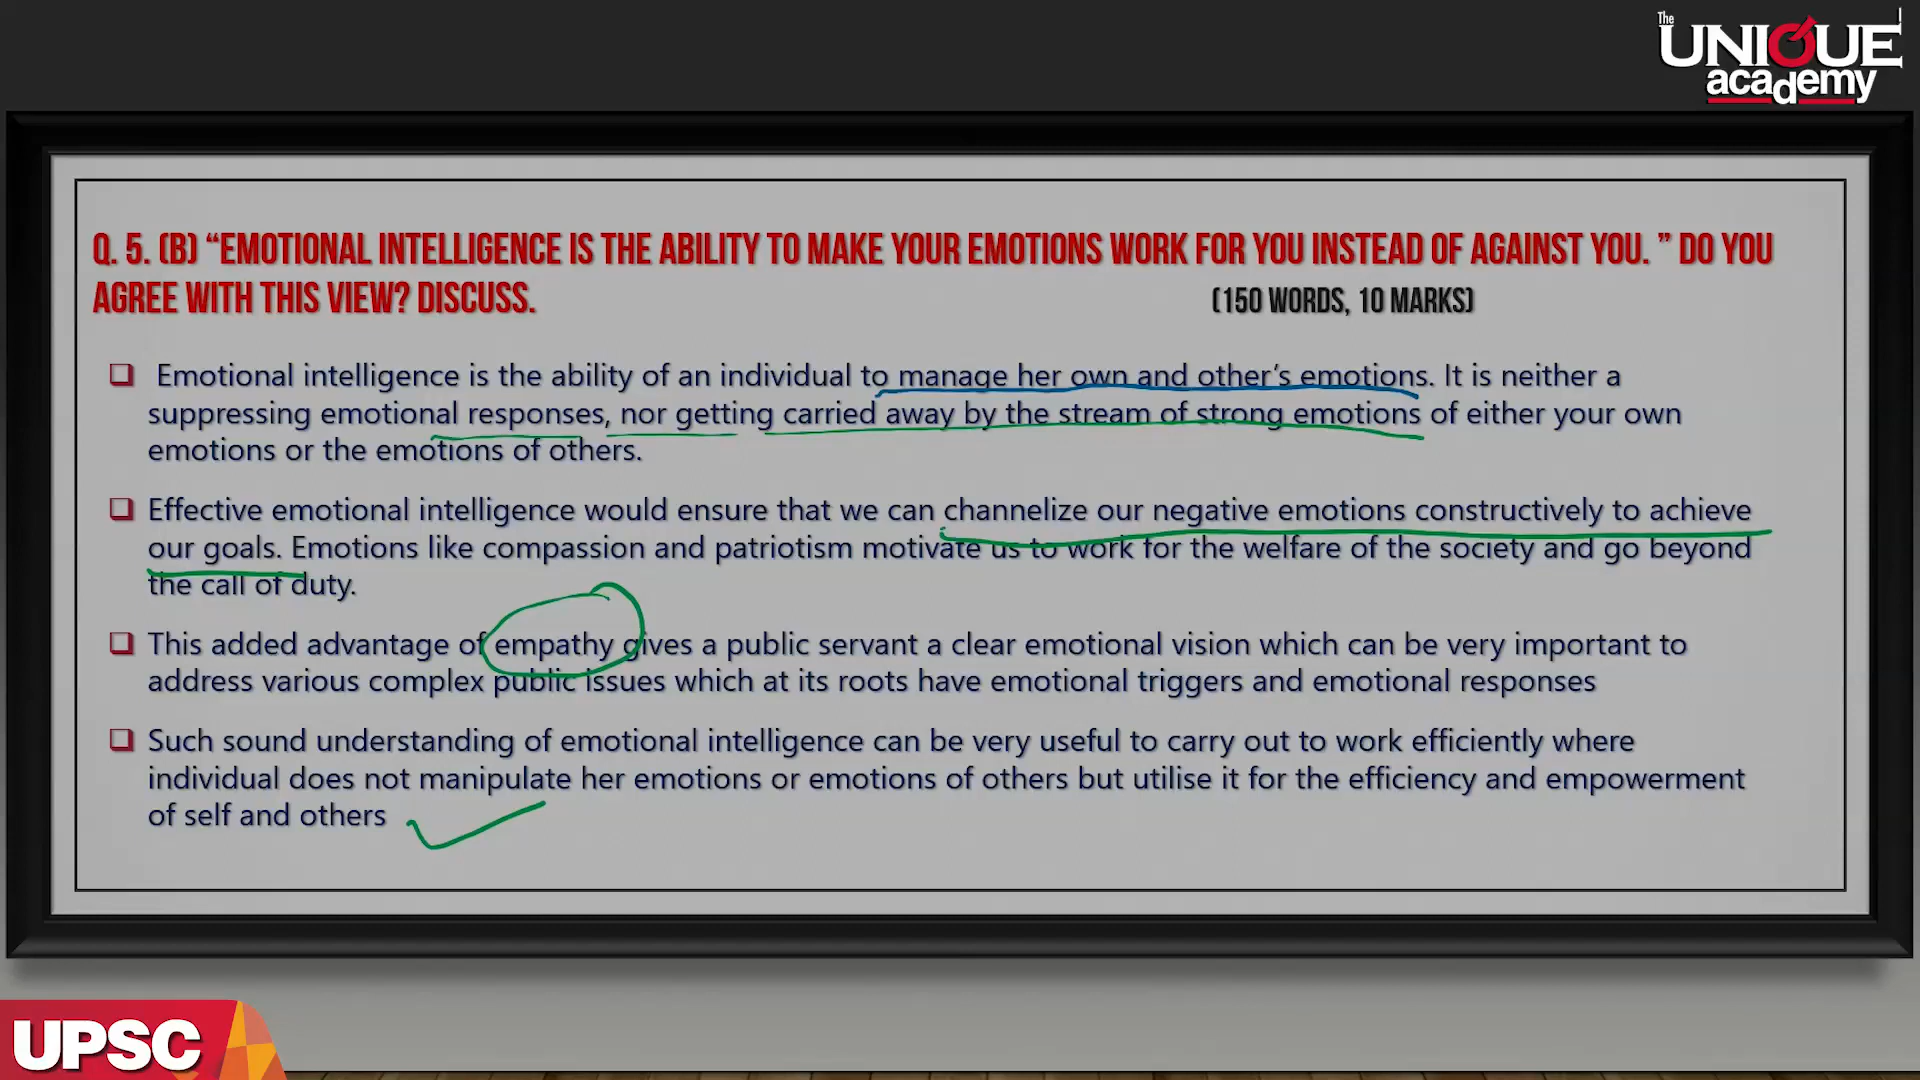 The
UNIQUE
academy
Q. 5. (B) “EMOTIONAL INTELLIGENCE IS THE ABILITY TO MAKE YOUR EMOTIONS WORK FOR YOU INSTEAD OF AGAINST YOU. ” DO YOU
AGREE WITH THIS VIEW? DISCUSS. (150 WORDS, 10 MARKS)
Emotional intelligence is the ability of an individual to manage her own and other’s emotions. It is neither a
suppressing emotional responses, nor getting carried away by the stream of strong emotions of either your own
emotions or the emotions of others.
Effective emotional intelligence would ensure that we can channelize our negative emotions constructively to achieve
our goals. Emotions like compassion and patriotism motivate us to work for the welfare of the society and go beyond
the call of duty.
This added advantage of empathy gives a public servant a clear emotional vision which can be very important to
address various complex public issues which at its roots have emotional triggers and emotional responses
Such sound understanding of emotional intelligence can be very useful to carry out to work efficiently where
individual does not manipulate her emotions or emotions of others but utilise it for the efficiency and empowerment
of self and others
UPSC